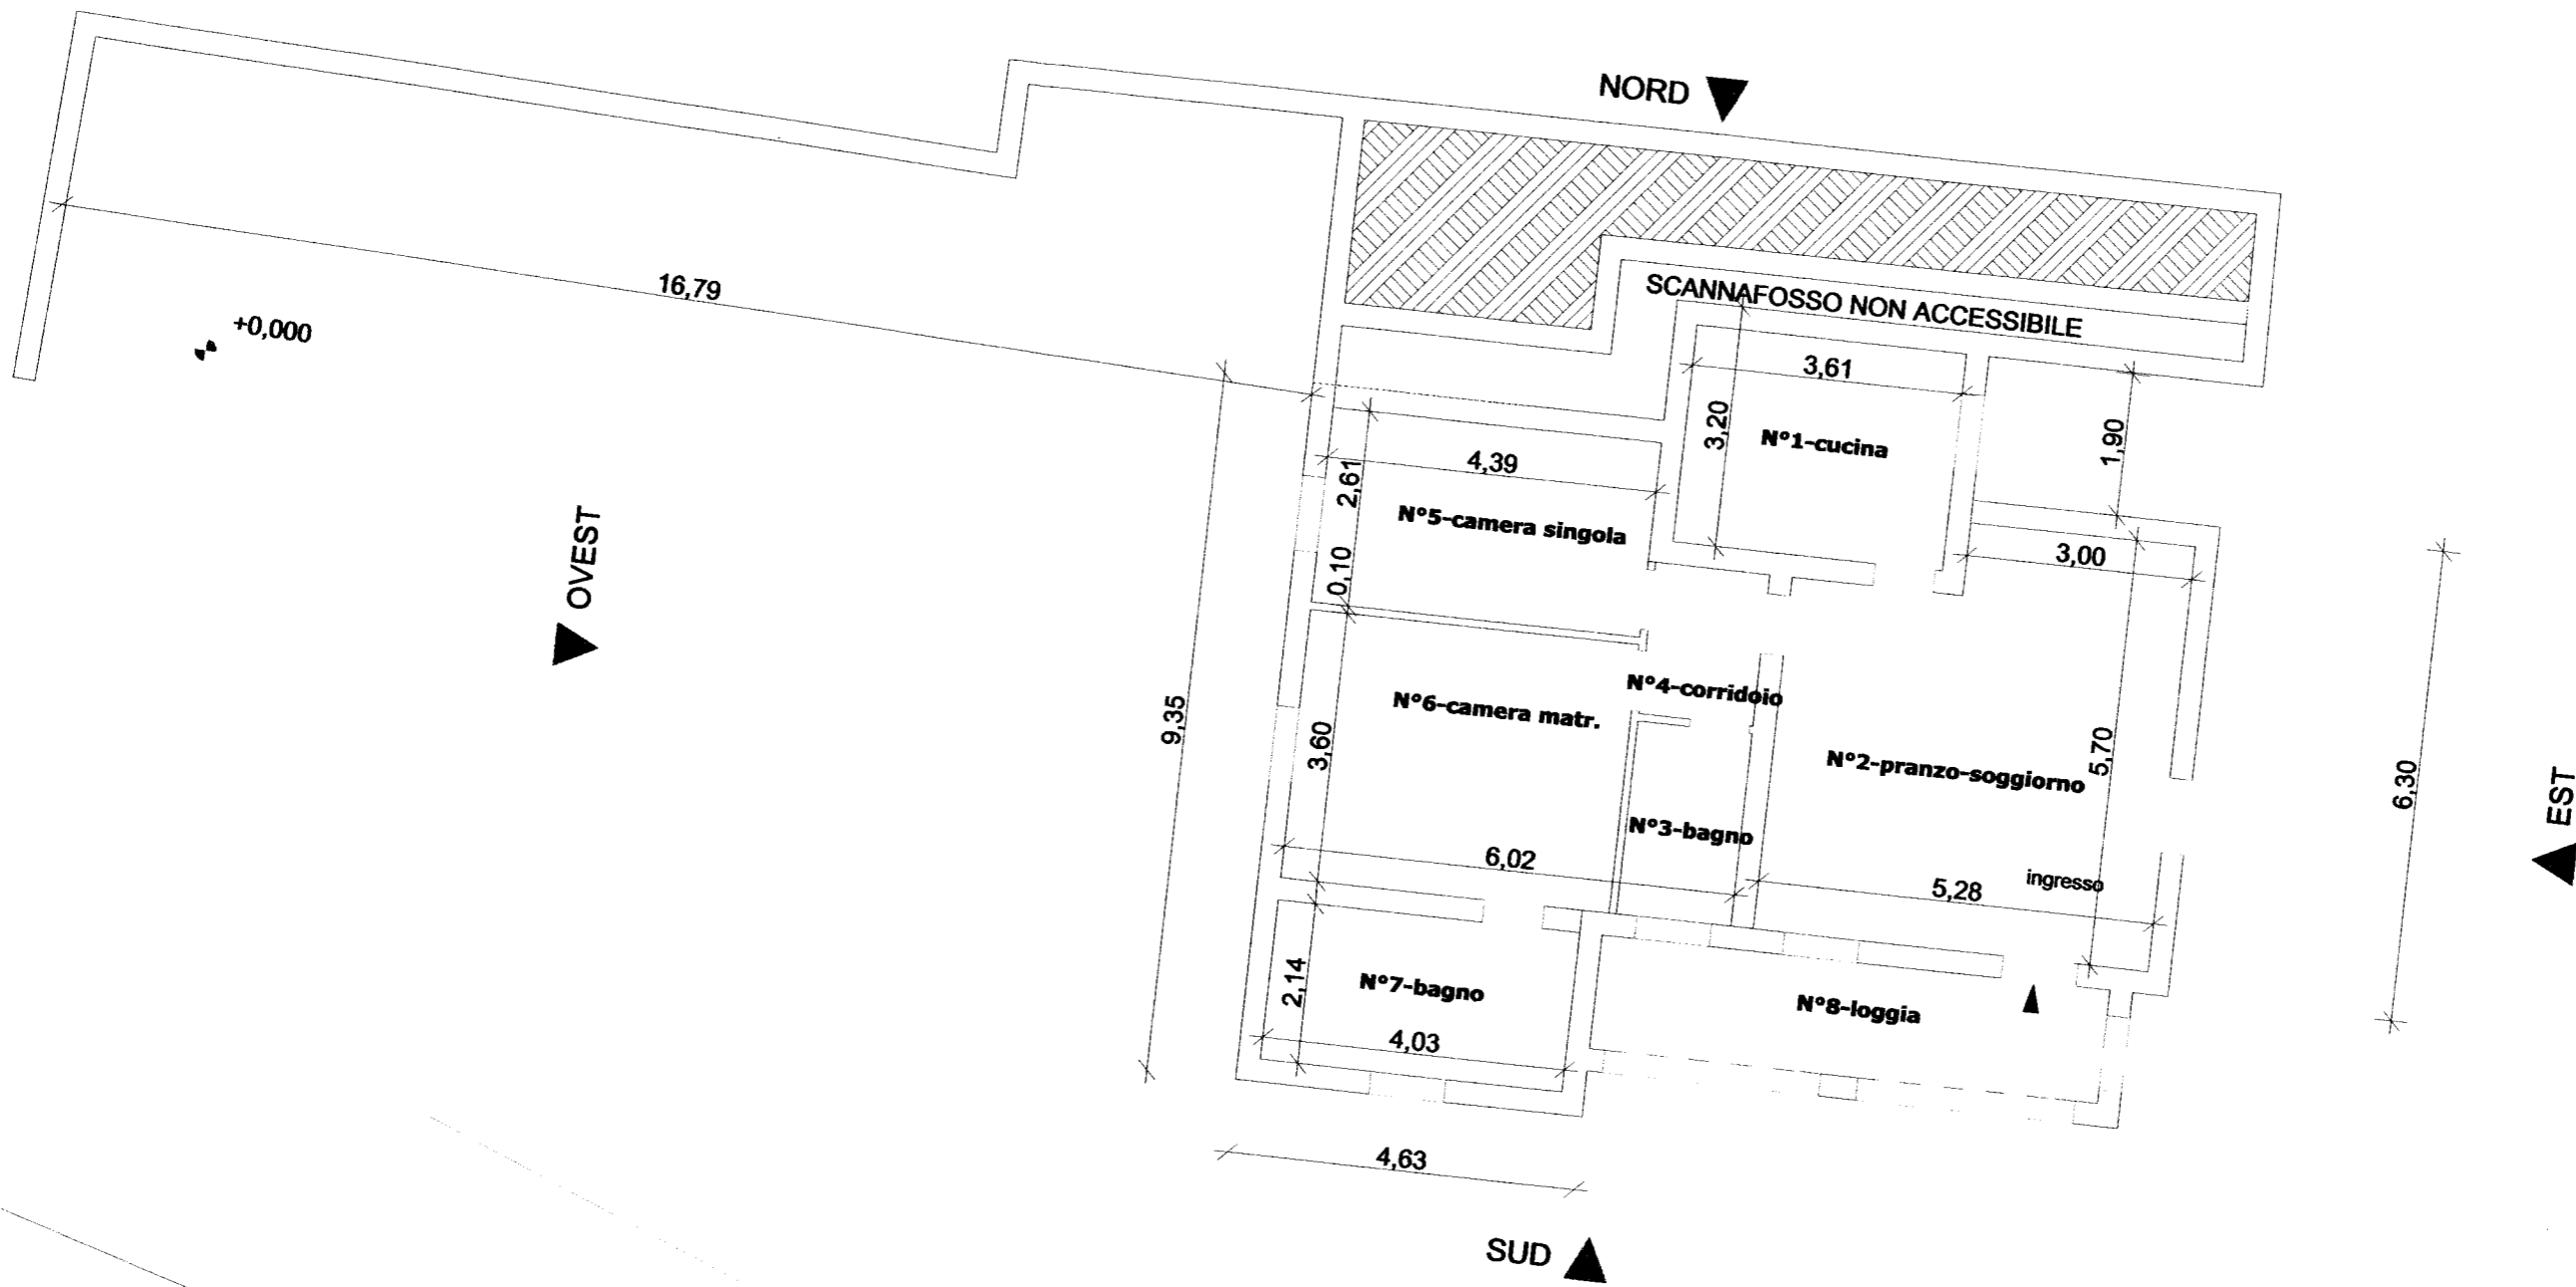 NORD
SCANNAFOSSO NON ACCESSIBILE
16,79
+0,000
3,61
3,20
N°1-cucina
1,90
4,39
2,61
N°5-camera singola
0,10
3,00
OVEST
N°4-corridoio
N°6-camera matr.
9,35
3,60
5,70
N°2-pranzo-soggiorno
6,30
EST
N°3-bagno
6,02
5,28
ingresso
2,14
N°7-bagno
N°8-loggia
4,03
4,63
SUD